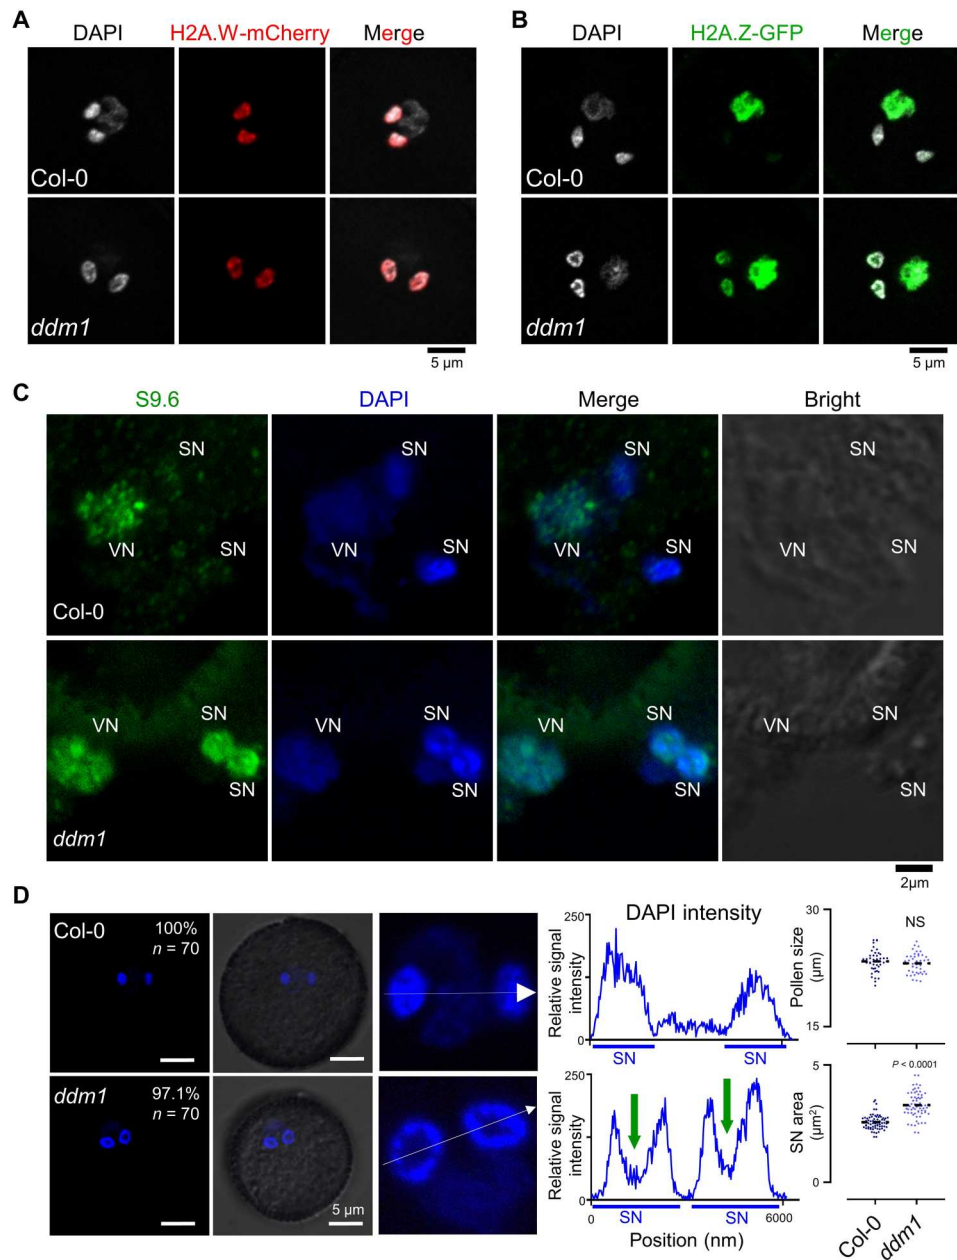 A
DAPI H2A.W-mCherry Merge
Col-0
ddm1
5 μm
B
DAPI H2A.Z-GFP Merge
Col-0
ddm1
5 μm
C
S9.6 DAPI Merge Bright
SN SN SN SN
VN SN VN SN VN SN VN SN
Col-0
VN SN VN SN VN SN VN SN
SN SN SN SN
ddm1
2μm
D
Col-0
100%
n = 70
ddm1
97.1%
n = 70
5 μm
DAPI intensity
Relative signal
intensity
250
0
SN SN
Relative signal
intensity
250
0
SN SN
0 6000
Position (nm)
Pollen size
(μm)
30
15
NS
SN area
(μm²)
5
0
P < 0.0001
Col-0
ddm1